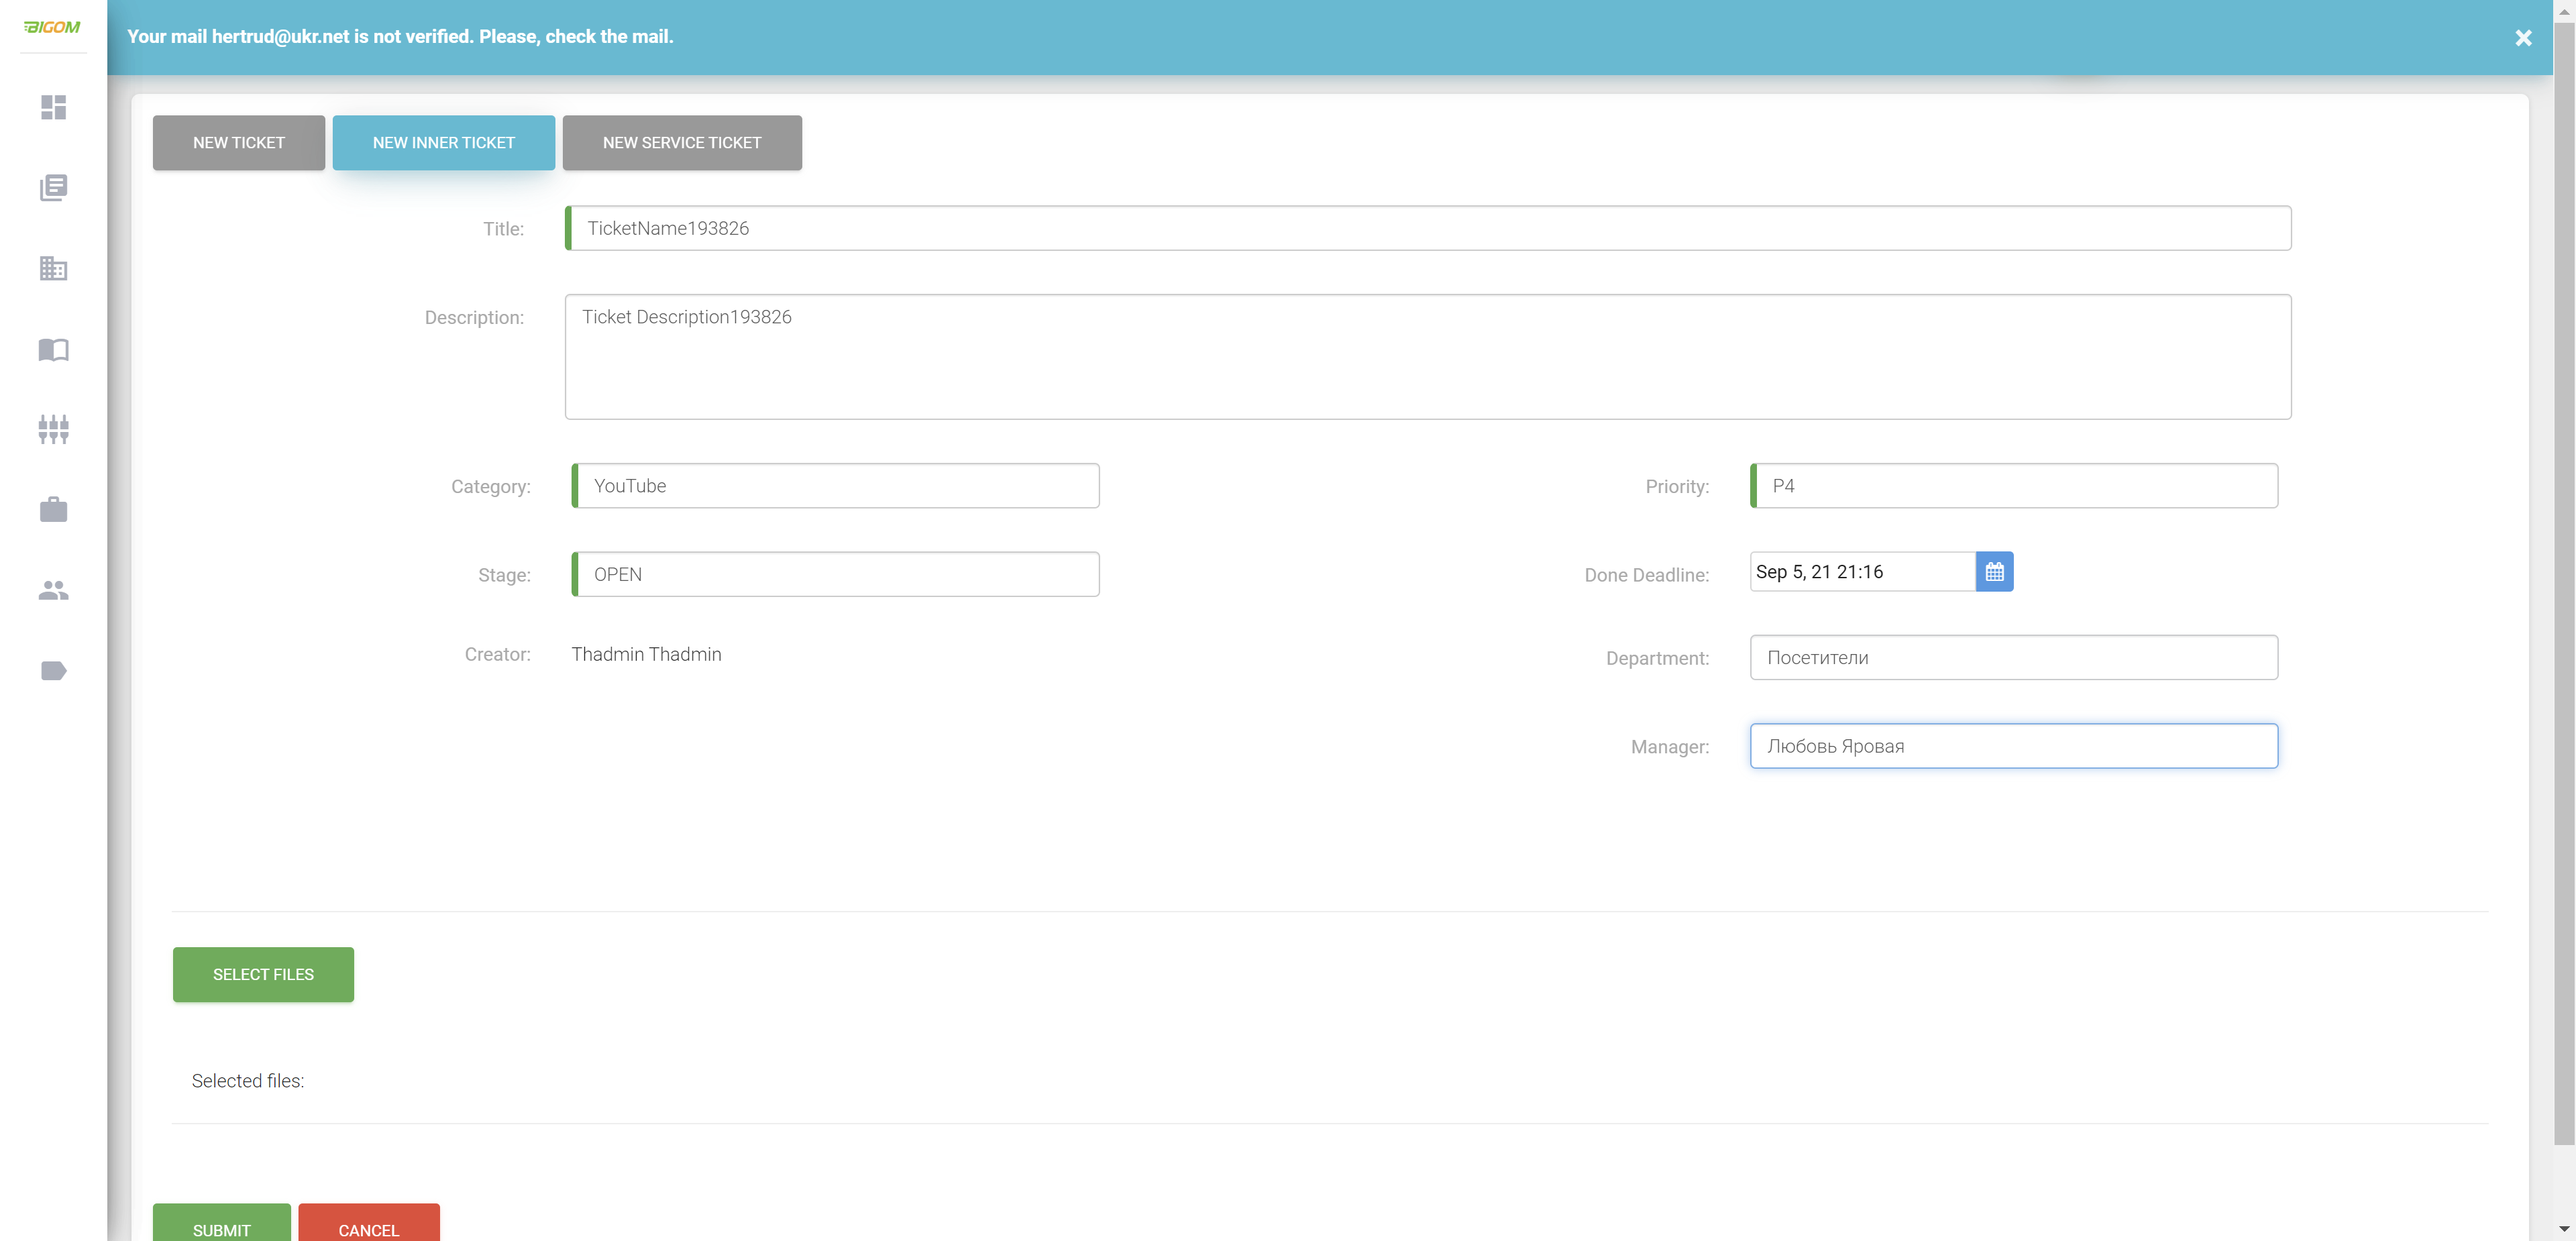 BIGOM
Your mail hertrud@ukr.net is not verified. Please, check the mail.
NEW TICKET
NEW INNER TICKET
NEW SERVICE TICKET
Title:
TicketName193826
Description:
Ticket Description193826
Category:
YouTube
Priority:
P4
Stage:
OPEN
Done Deadline:
Sep 5, 21 21:16
Creator:
Thadmin Thadmin
Department:
Посетители
Manager:
Любовь Яровая
SELECT FILES
Selected files:
SUBMIT
CANCEL